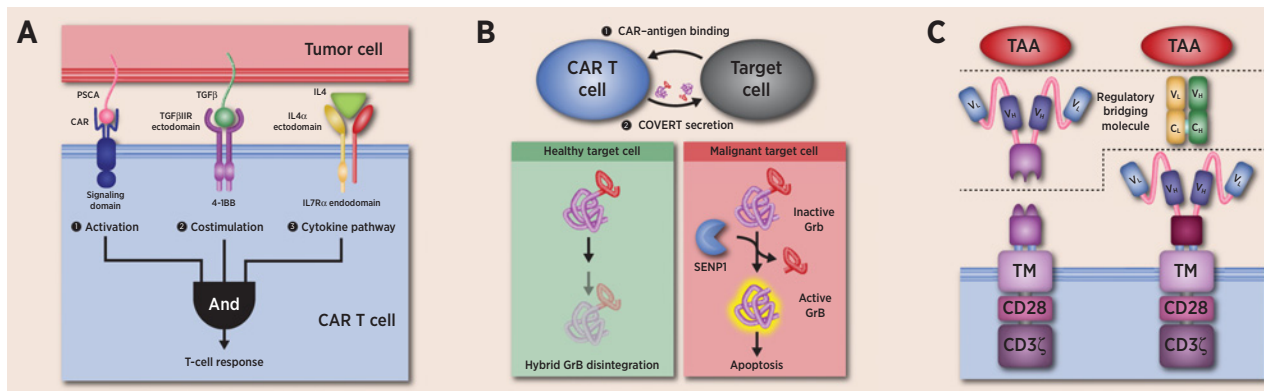 A
Tumor cell
PSCA
TGFβ
IL4
CAR
TGFβIIR
ectodomain
IL4α
ectodomain
Signaling
domain
4-1BB
IL7Rα endodomain
❶ Activation
❷ Costimulation
❸ Cytokine pathway
And
CAR T cell
T-cell response
B
❶ CAR–antigen binding
CAR T
cell
Target
cell
❷ COVERT secretion
Healthy target cell
Hybrid GrB disintegration
Malignant target cell
Inactive
Grb
SENP1
Active
GrB
Apoptosis
C
TAA
TAA
VL
VH
VH
VL
Regulatory
bridging
molecule
VL
VH
CL
CH
VL
VH
VH
VL
TM
TM
CD28
CD28
CD3ζ
CD3ζ